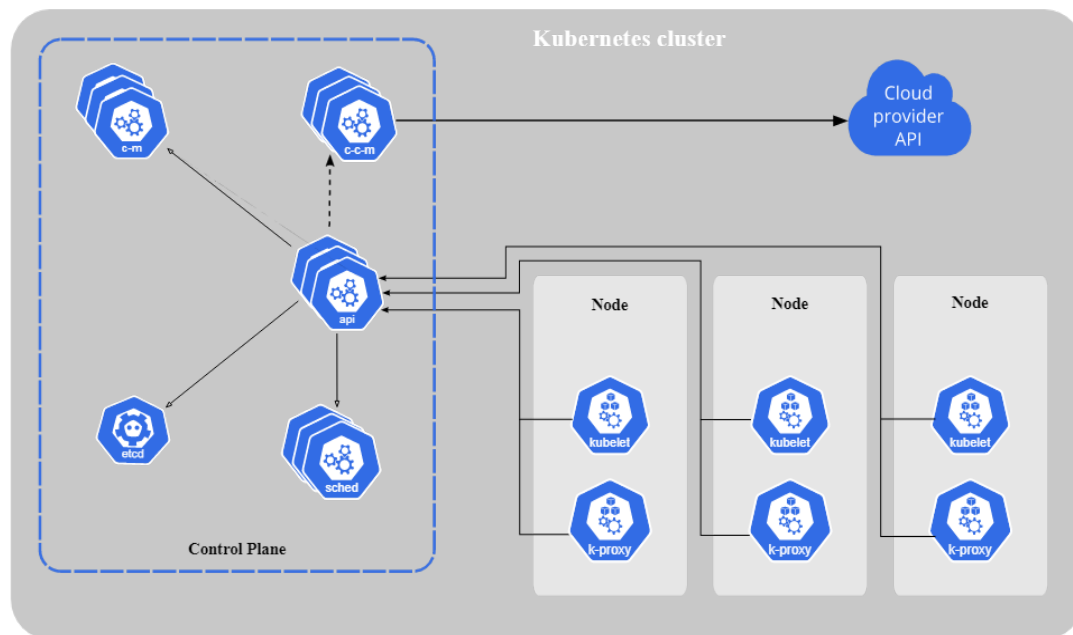 Kubernetes cluster
c-m
c-c-m
Cloud
provider
API
api
etcd
sched
Control Plane
Node
kubelet
k-proxy
Node
kubelet
k-proxy
Node
kubelet
k-proxy